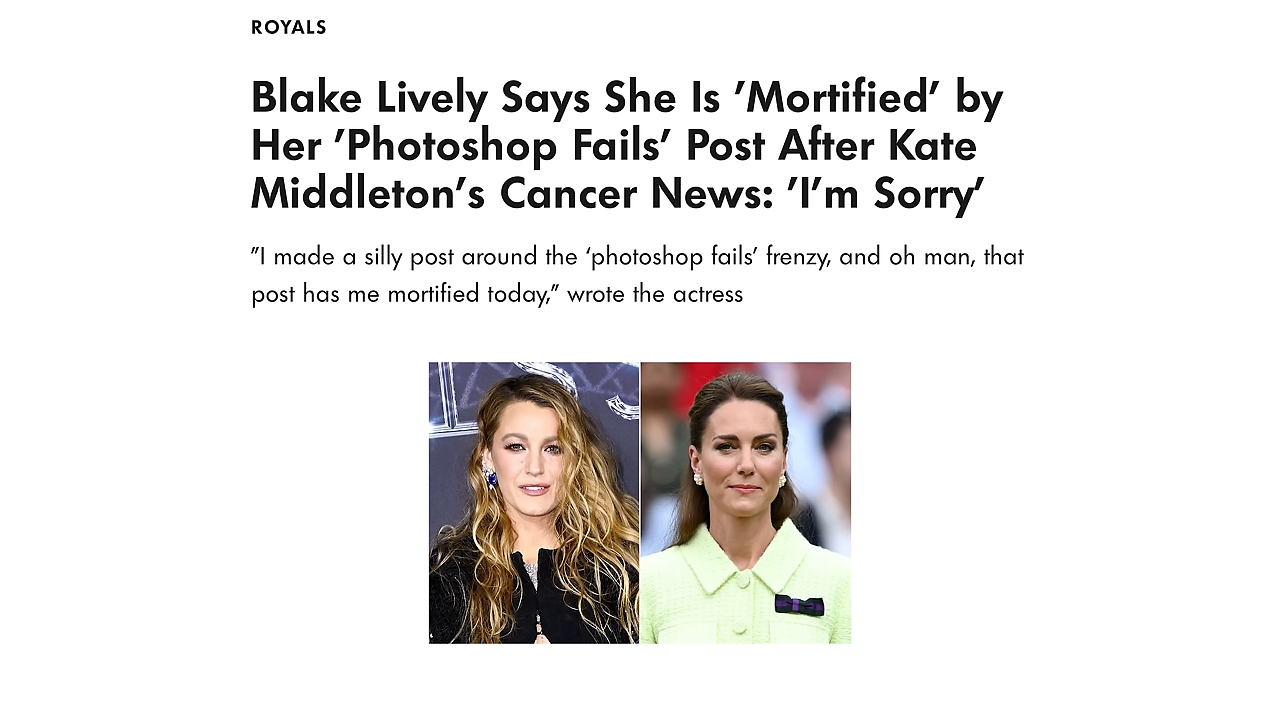 ROYALS
Blake Lively Says She Is ’Mortified’ by
Her ’Photoshop Fails’ Post After Kate
Middleton’s Cancer News: ’I’m Sorry’
”I made a silly post around the ‘photoshop fails’ frenzy, and oh man, that
post has me mortified today,” wrote the actress